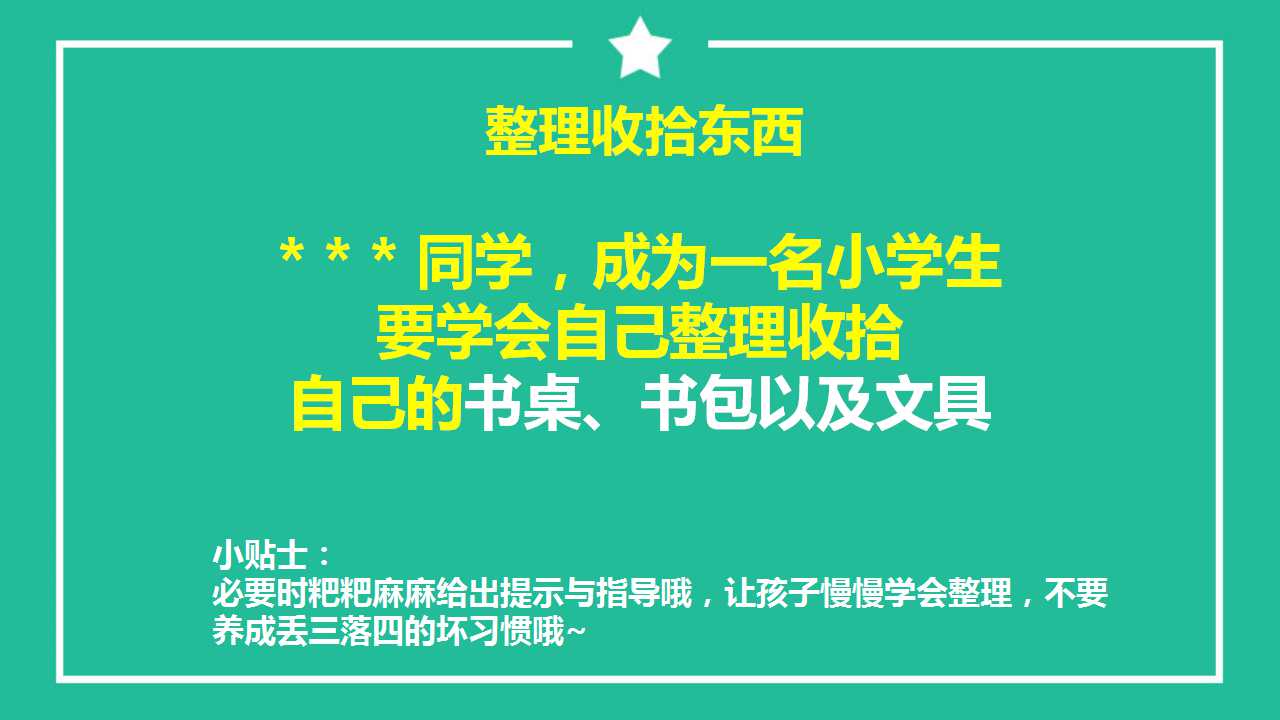 整理收拾东西
* * * 同学，成为一名小学生
要学会自己整理收拾
自己的书桌、书包以及文具
小贴士：
必要时粑粑麻麻给出提示与指导哦，让孩子慢慢学会整理，不要
养成丢三落四的坏习惯哦~